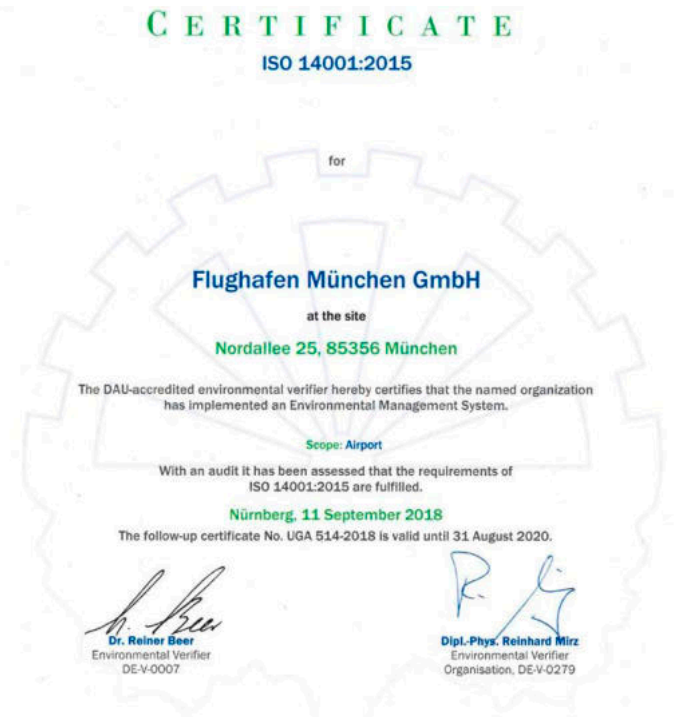 CERTIFICATE
ISO 14001:2015
for
Flughafen München GmbH
at the site
Nordallee 25, 85356 München
The DAU-accredited environmental verifier hereby certifies that the named organization
has implemented an Environmental Management System.
Scope: Airport
With an audit it has been assessed that the requirements of
ISO 14001:2015 are fulfilled.
Nürnberg, 11 September 2018
The follow-up certificate No. UGA 514-2018 is valid until 31 August 2020.
Dr. Reiner Beer
Environmental Verifier
DE-V-0007
Dipl.-Phys. Reinhard Mirz
Environmental Verifier
Organisation, DE-V-0279